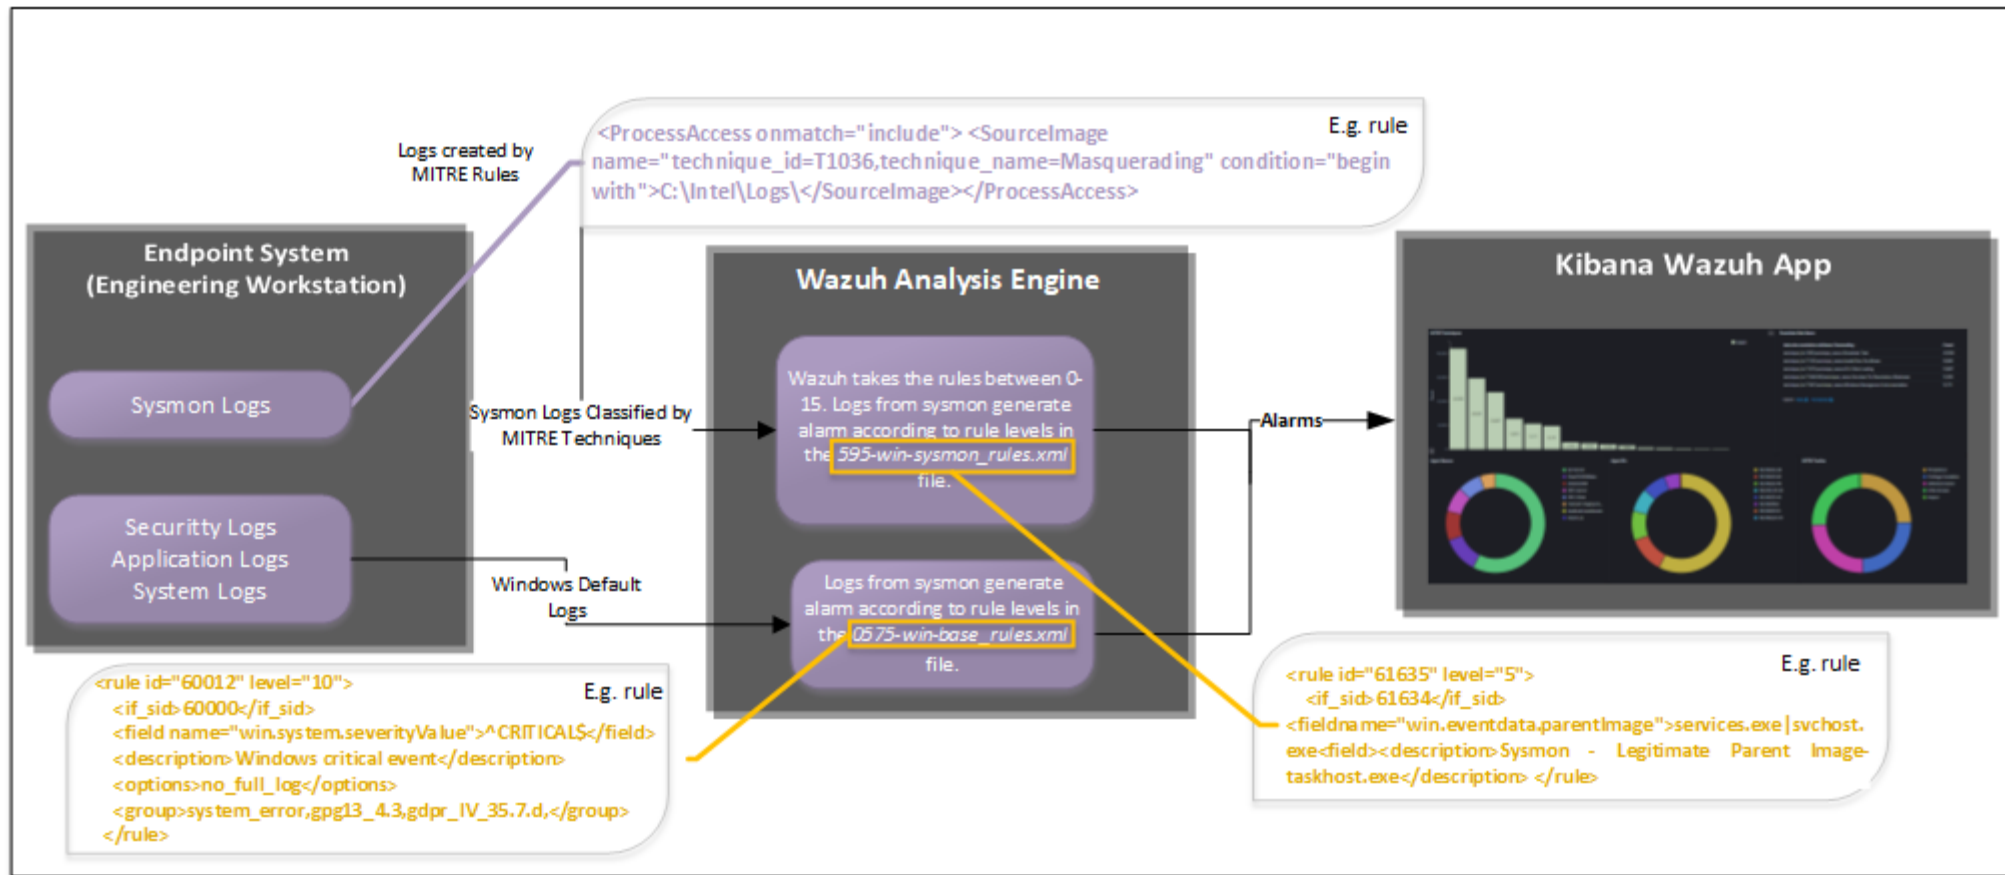 Logs created by
MITRE Rules
<ProcessAccess onmatch="include"> <SourceImage
name="technique_id=T1036,technique_name=Masquerading" condition="begin
with">C:\Intel\Logs\</SourceImage></ProcessAccess>
E.g. rule
Endpoint System
(Engineering Workstation)
Sysmon Logs
Securitty Logs
Application Logs
System Logs
Sysmon Logs Classified by
MITRE Techniques
Windows Default
Logs
Wazuh Analysis Engine
Wazuh takes the rules between 0-
15. Logs from sysmon generate
alarm according to rule levels in
the 595-win-sysmon_rules.xml
file.
Logs from sysmon generate
alarm according to rule levels in
the 0575-win-base_rules.xml
file.
Alarms
Kibana Wazuh App
E.g. rule
<rule id="60012" level="10">
<if_sid>60000</if_sid>
<field name="win.system.severityValue">^CRITICAL$</field>
<description>Windows critical event</description>
<options>no_full_log</options>
<group>system_error,gpg13_4.3,gdpr_IV_35.7.d,</group>
</rule>
E.g. rule
<rule id="61635" level="5">
<if_sid>61634</if_sid>
<fieldname="win.eventdata.parentImage">services.exe|svchost.
exe<field><description>Sysmon - Legitimate Parent Image-
taskhost.exe</description> </rule>